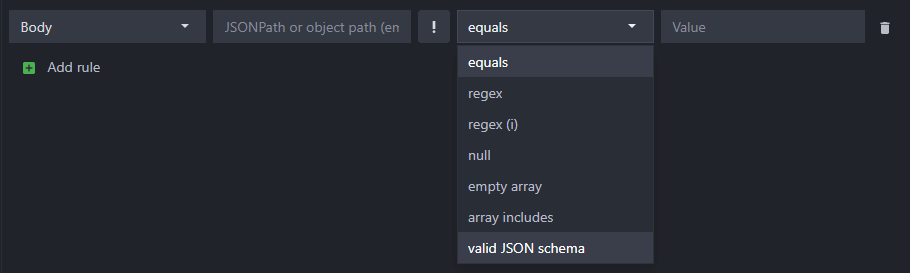 Body JSONPath or object path (em ! equals Value
equals
Add rule
regex
regex (i)
null
empty array
array includes
valid JSON schema